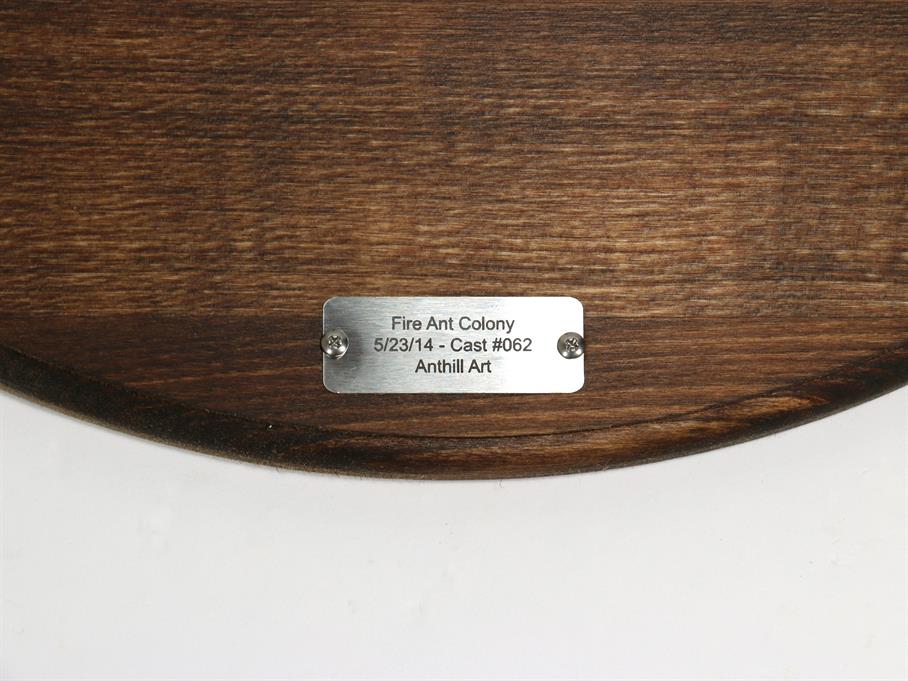 Fire Ant Colony
5/23/14 - Cast #062
Anthill Art